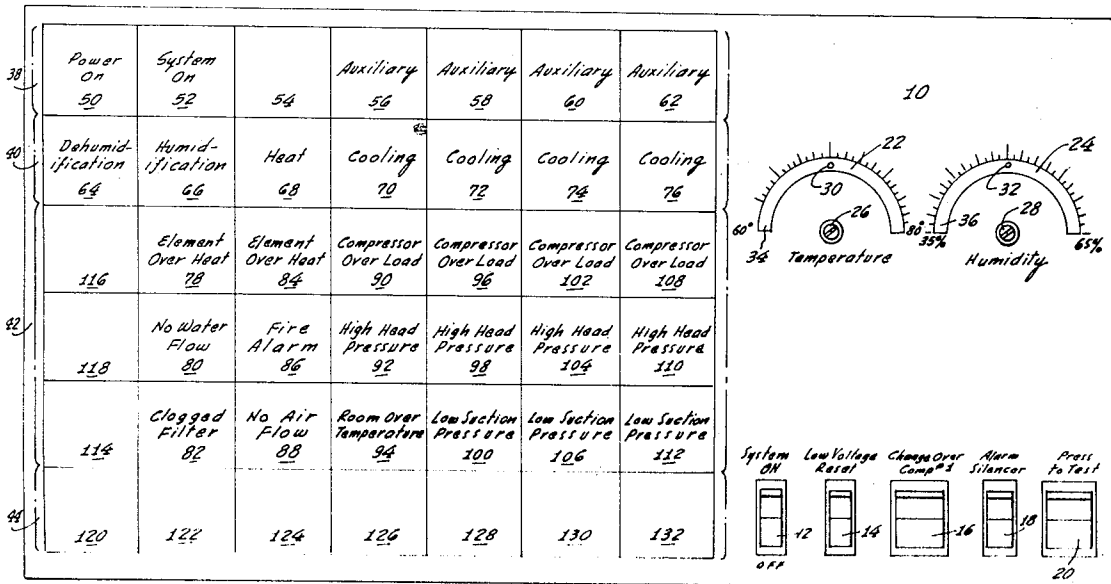 Power On
50
System On
52
54
Auxiliary
56
Auxiliary
58
Auxiliary
60
Auxiliary
62
38
Dehumid-
ification
64
Humid-
ification
66
Heat
68
Cooling
70
Cooling
72
Cooling
74
Cooling
76
40
116
Element
Over Heat
78
Element
Over Heat
84
Compressor
Over Load
90
Compressor
Over Load
96
Compressor
Over Load
102
Compressor
Over Load
108
42
118
No Water
Flow
80
Fire
Alarm
86
High Head
Pressure
92
High Head
Pressure
98
High Head
Pressure
104
High Head
Pressure
110
114
Clogged
Filter
82
No Air
Flow
88
Room Over
Temperature
94
Low Suction
Pressure
100
Low Suction
Pressure
106
Low Suction
Pressure
112
44
120
122
124
126
128
130
132
10
22
30
26
60°
80°
34
Temperature
24
32
28
36
35%
65%
Humidity
System
ON
12
OFF
Low Voltage
Reset
14
Change Over
Comp #1
16
Alarm
Silencer
18
Press
to Test
20